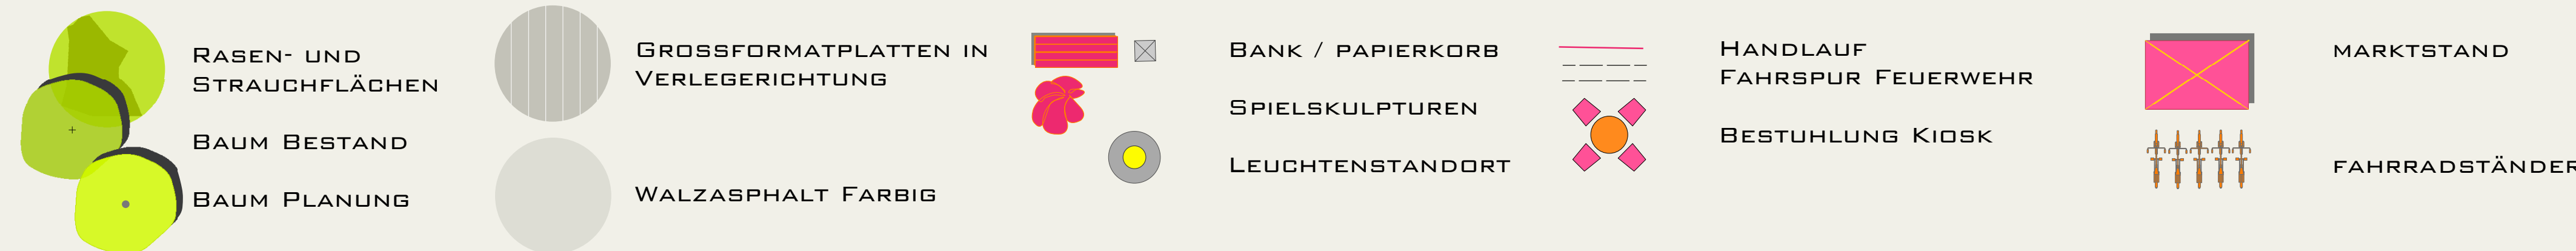 Rasen- und
Strauchflächen
Baum Bestand
Baum Planung
Grossformatplatten in
Verlegerichtung
Walzasphalt Farbig
Bank / papierkorb
Spielskulpturen
Leuchtenstandort
Handlauf
Fahrspur Feuerwehr
Bestuhlung Kiosk
marktstand
fahrradständer